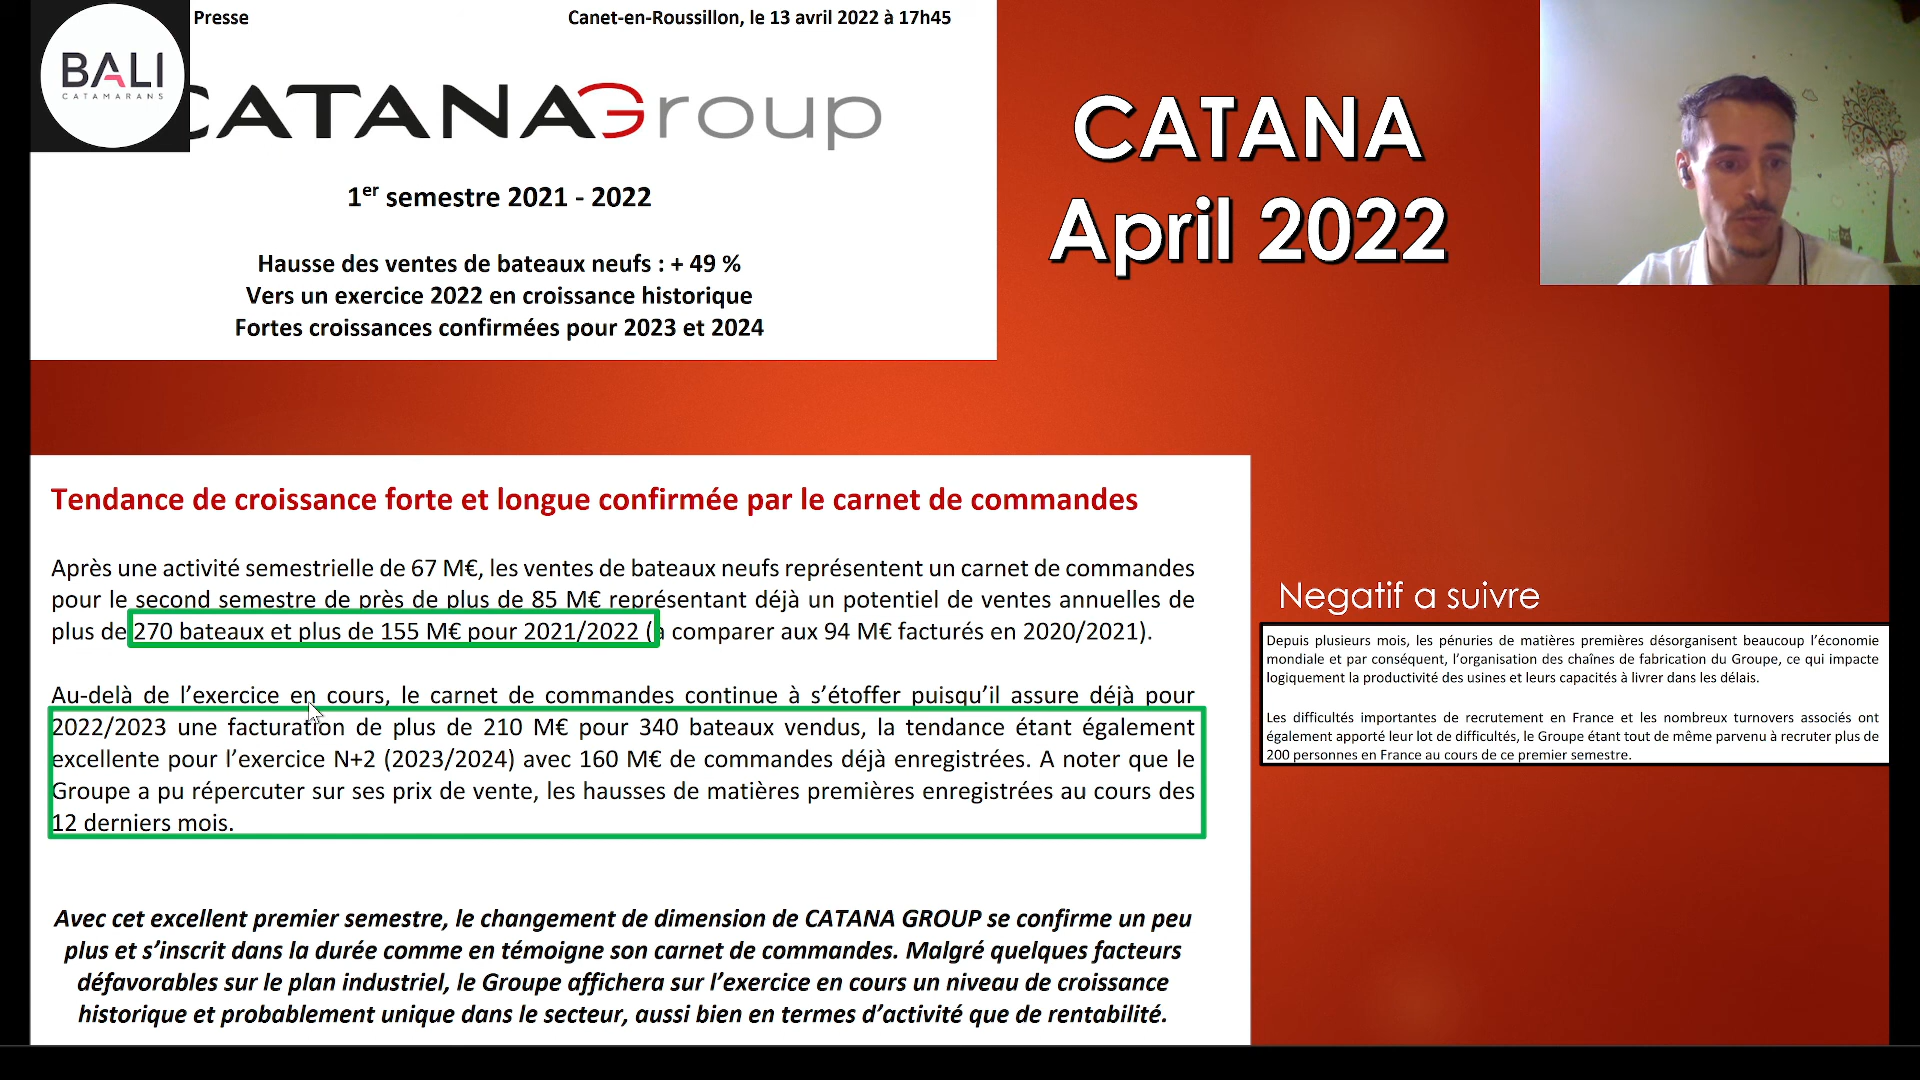 Presse
Canet-en-Roussillon, le 13 avril 2022 à 17h45
BALI
CATAMARANS
CATANAGroup
1er semestre 2021 - 2022
Hausse des ventes de bateaux neufs : + 49 %
Vers un exercice 2022 en croissance historique
Fortes croissances confirmées pour 2023 et 2024
CATANA
April 2022
Tendance de croissance forte et longue confirmée par le carnet de commandes
Après une activité semestrielle de 67 M€, les ventes de bateaux neufs représentent un carnet de commandes
pour le second semestre de près de plus de 85 M€ représentant déjà un potentiel de ventes annuelles de
plus de 270 bateaux et plus de 155 M€ pour 2021/2022 (à comparer aux 94 M€ facturés en 2020/2021).
Au-delà de l’exercice en cours, le carnet de commandes continue à s’étoffer puisqu’il assure déjà pour
2022/2023 une facturation de plus de 210 M€ pour 340 bateaux vendus, la tendance étant également
excellente pour l’exercice N+2 (2023/2024) avec 160 M€ de commandes déjà enregistrées. A noter que le
Groupe a pu répercuter sur ses prix de vente, les hausses de matières premières enregistrées au cours des
12 derniers mois.
Avec cet excellent premier semestre, le changement de dimension de CATANA GROUP se confirme un peu
plus et s’inscrit dans la durée comme en témoigne son carnet de commandes. Malgré quelques facteurs
défavorables sur le plan industriel, le Groupe affichera sur l’exercice en cours un niveau de croissance
historique et probablement unique dans le secteur, aussi bien en termes d’activité que de rentabilité.
Negatif a suivre
Depuis plusieurs mois, les pénuries de matières premières désorganisent beaucoup l’économie
mondiale et par conséquent, l’organisation des chaînes de fabrication du Groupe, ce qui impacte
logiquement la productivité des usines et leurs capacités à livrer dans les délais.
Les difficultés importantes de recrutement en France et les nombreux turnovers associés ont
également apporté leur lot de difficultés, le Groupe étant tout de même parvenu à recruter plus de
200 personnes en France au cours de ce premier semestre.